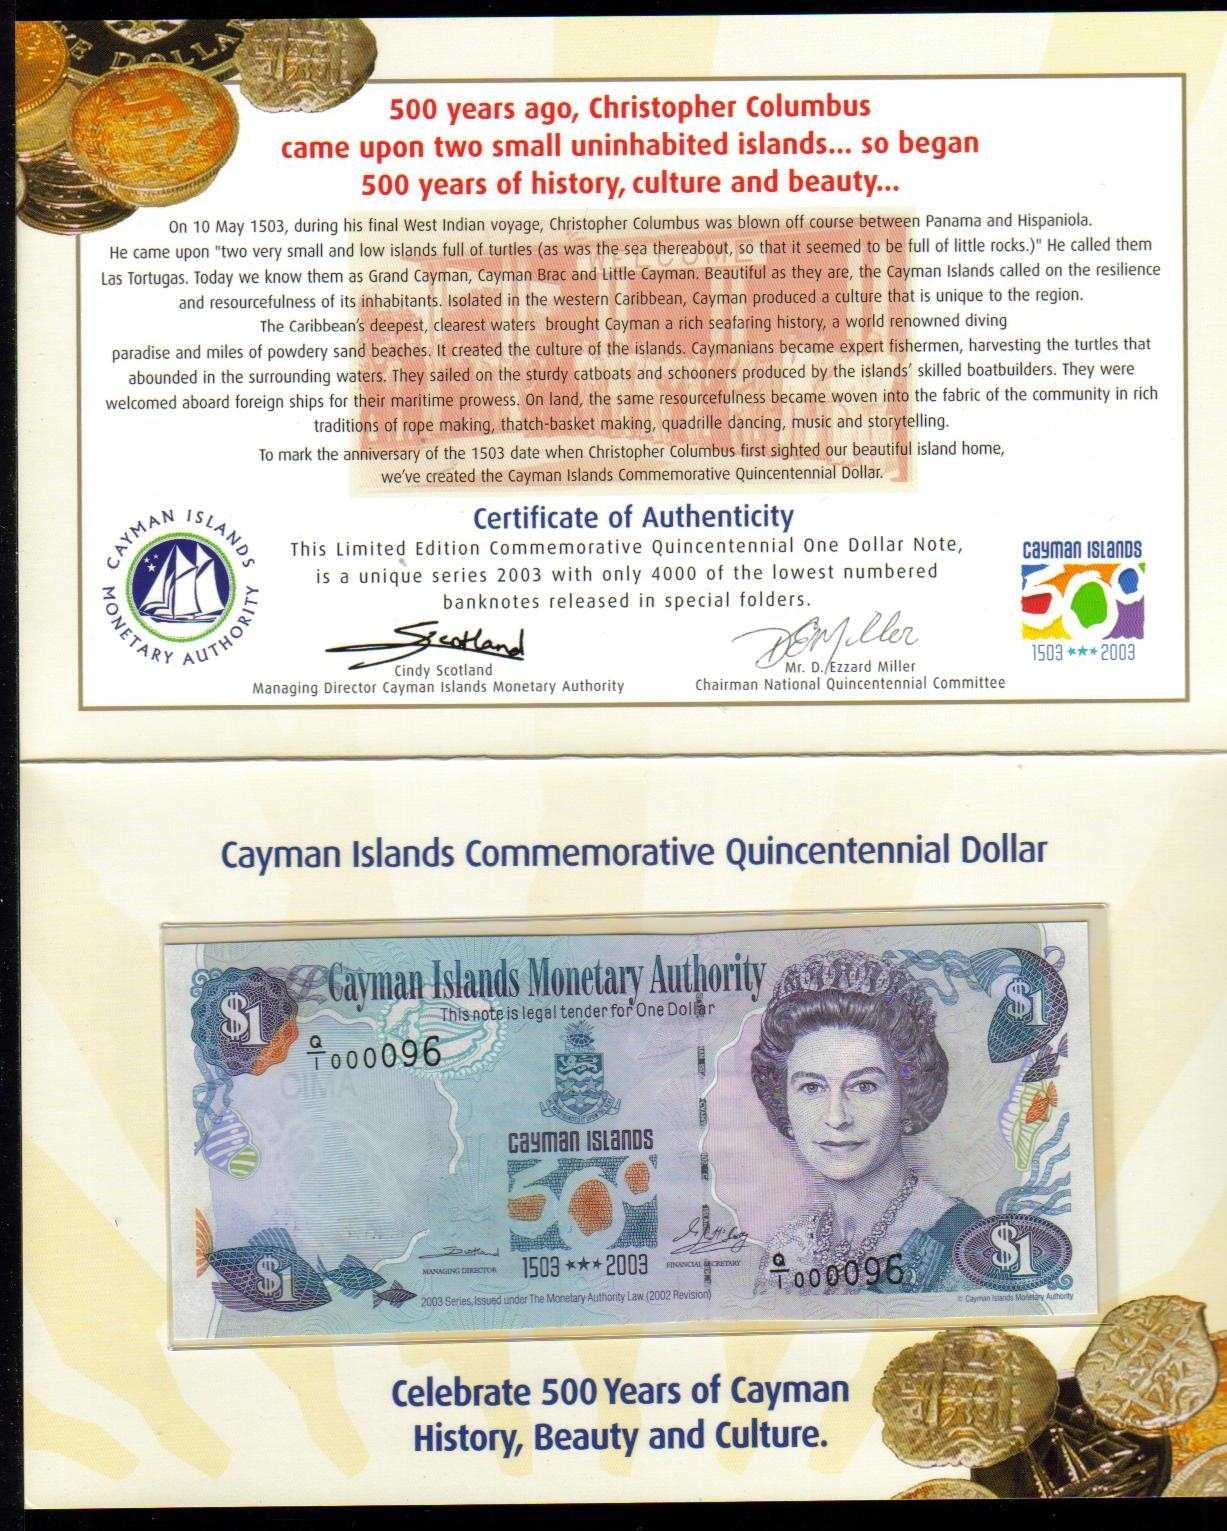 VE DOLLA
500 years ago, Christopher Columbus
came upon two small uninhabited islands... so began
500 years of history, culture and beauty...
WELCOME
On 10 May 1503, during his final West Indian voyage, Christopher Columbus was blown off course between Panama and Hispaniola.
He came upon "two very small and low islands full of turtles (as was the sea thereabout, so that it seemed to be full of little rocks.)" He called them
Las Tortugas. Today we know them as Grand Cayman, Cayman Brac and Little Cayman. Beautiful as they are, the Cayman Islands called on the resilience
and resourcefulness of its inhabitants. Isolated in the western Caribbean, Cayman produced a culture that is unique to the region.
The Caribbean's deepest, clearest waters brought Cayman a rich seafaring history, a world renowned diving
paradise and miles of powdery sand beaches. It created the culture of the islands. Caymanians became expert fishermen, harvesting the turtles that
abounded in the surrounding waters. They sailed on the sturdy catboats and schooners produced by the islands' skilled boatbuilders. They were
welcomed aboard foreign ships for their maritime prowess. On land, the same resourcefulness became woven into the fabric of the community in rich
traditions of rope making, thatch-basket making, quadrille dancing, music and storytelling.
To mark the anniversary of the 1503 date when Christopher Columbus first sighted our beautiful island home,
we've created the Cayman Islands Commemorative Quincentennial Dollar.
CAYMAN ISLANDS
MONETARY AUTHORITY
Certificate of Authenticity
This Limited Edition Commemorative Quincentennial One Dollar Note,
is a unique series 2003 with only 4000 of the lowest numbered
banknotes released in special folders.
Scotland
Cindy Scotland
Managing Director Cayman Islands Monetary Authority
DEMiller
Mr. D. Ezzard Miller
Chairman National Quincentennial Committee
cayman islands
500
1503 *** 2003
Cayman Islands Commemorative Quincentennial Dollar
$1
Cayman Islands Monetary Authority
This note is legal tender for One Dollar
$1
Q/1 000096
cayman islands
500
1503 *** 2003
MANAGING DIRECTOR
FINANCIAL SECRETARY
Q/1 000096
$1
$1
2003 Series, Issued under The Monetary Authority Law (2002 Revision)
© Cayman Islands Monetary Authority
Celebrate 500 Years of Cayman
History, Beauty and Culture.